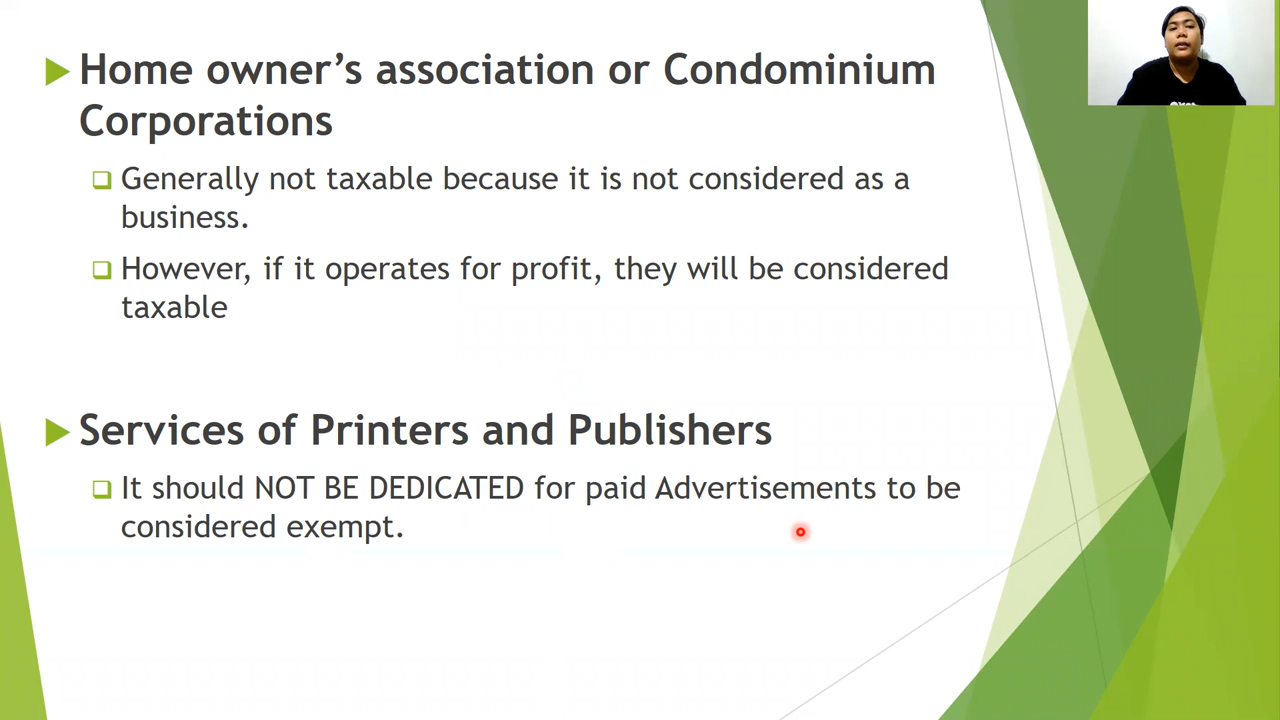 Home owner’s association or Condominium
Corporations
Generally not taxable because it is not considered as a
business.
However, if it operates for profit, they will be considered
taxable
Services of Printers and Publishers
It should NOT BE DEDICATED for paid Advertisements to be
considered exempt.